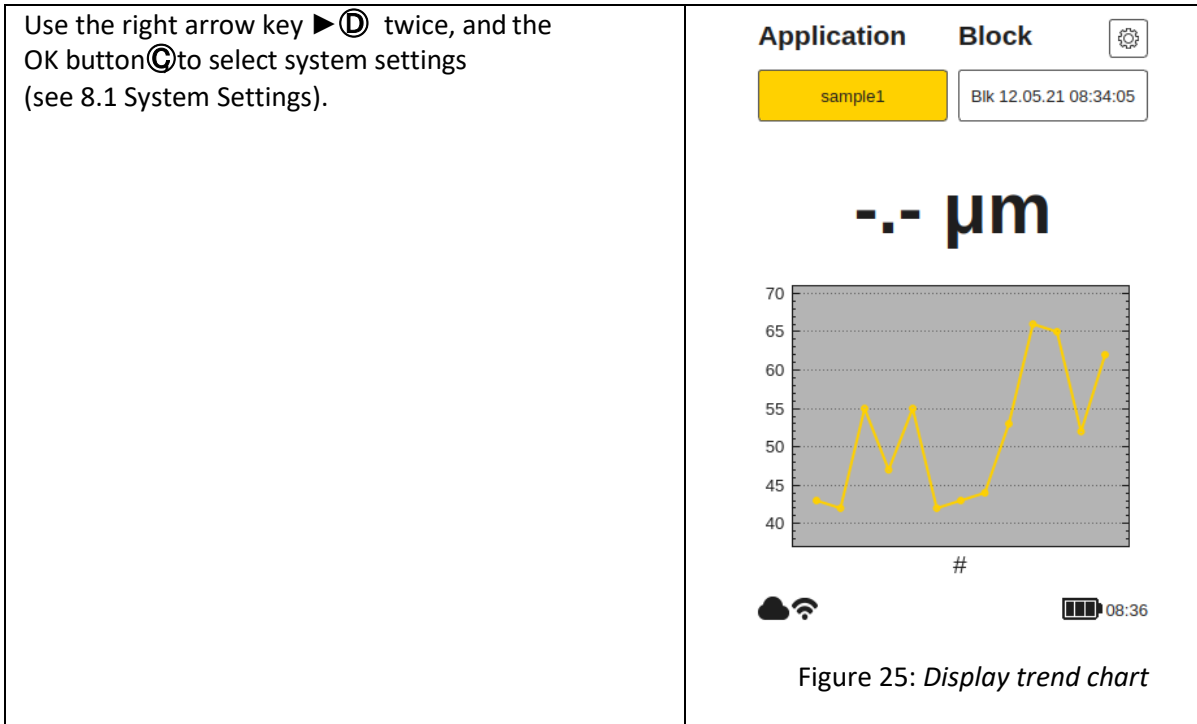 Use the right arrow key ►Ⓓ twice, and the
OK buttonⒸto select system settings
(see 8.1 System Settings).
Application Block
sample1 Blk 12.05.21 08:34:05
-.- µm
70
65
60
55
50
45
40
#
08:36
Figure 25: Display trend chart